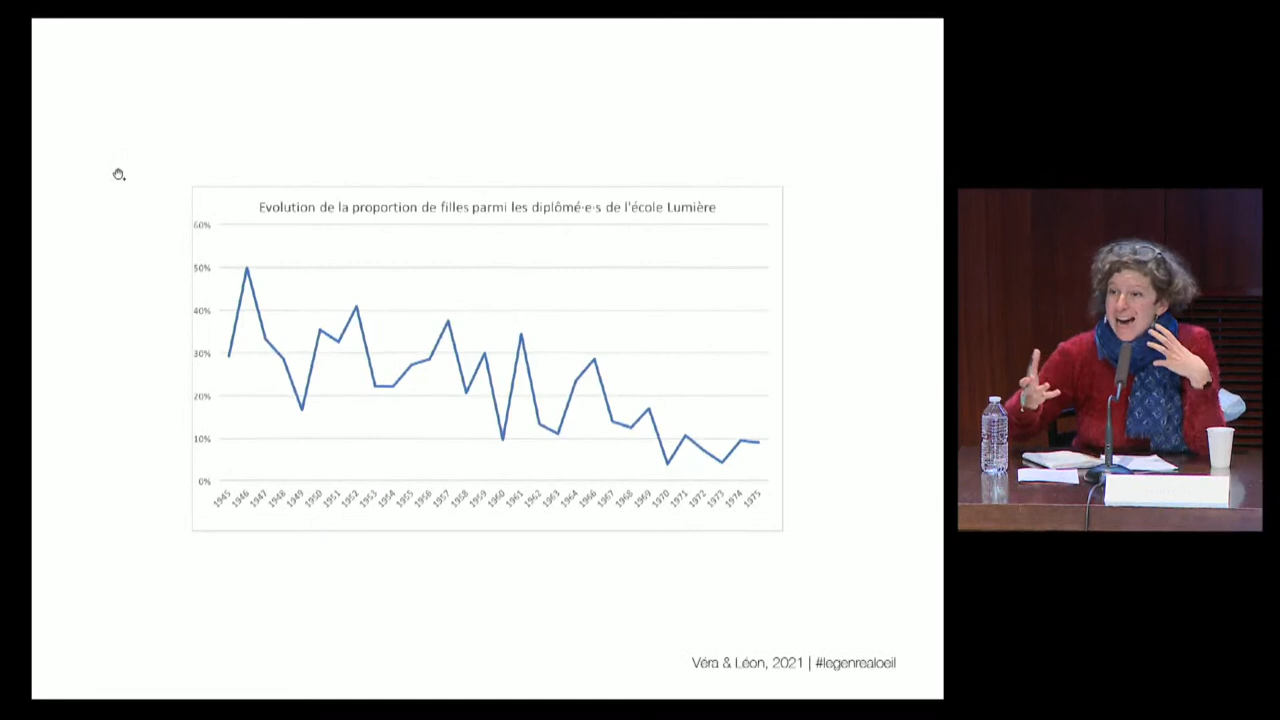 Evolution de la proportion de filles parmi les diplômé·e·s de l'école Lumière
60%
50%
40%
30%
20%
10%
0%
1945 1946 1947 1948 1949 1950 1951 1952 1953 1954 1955 1956 1957 1958 1959 1960 1961 1962 1963 1964 1966 1967 1968 1969 1970 1971 1972 1973 1974 1975
Véra & Léon, 2021 | #legenrealoeil